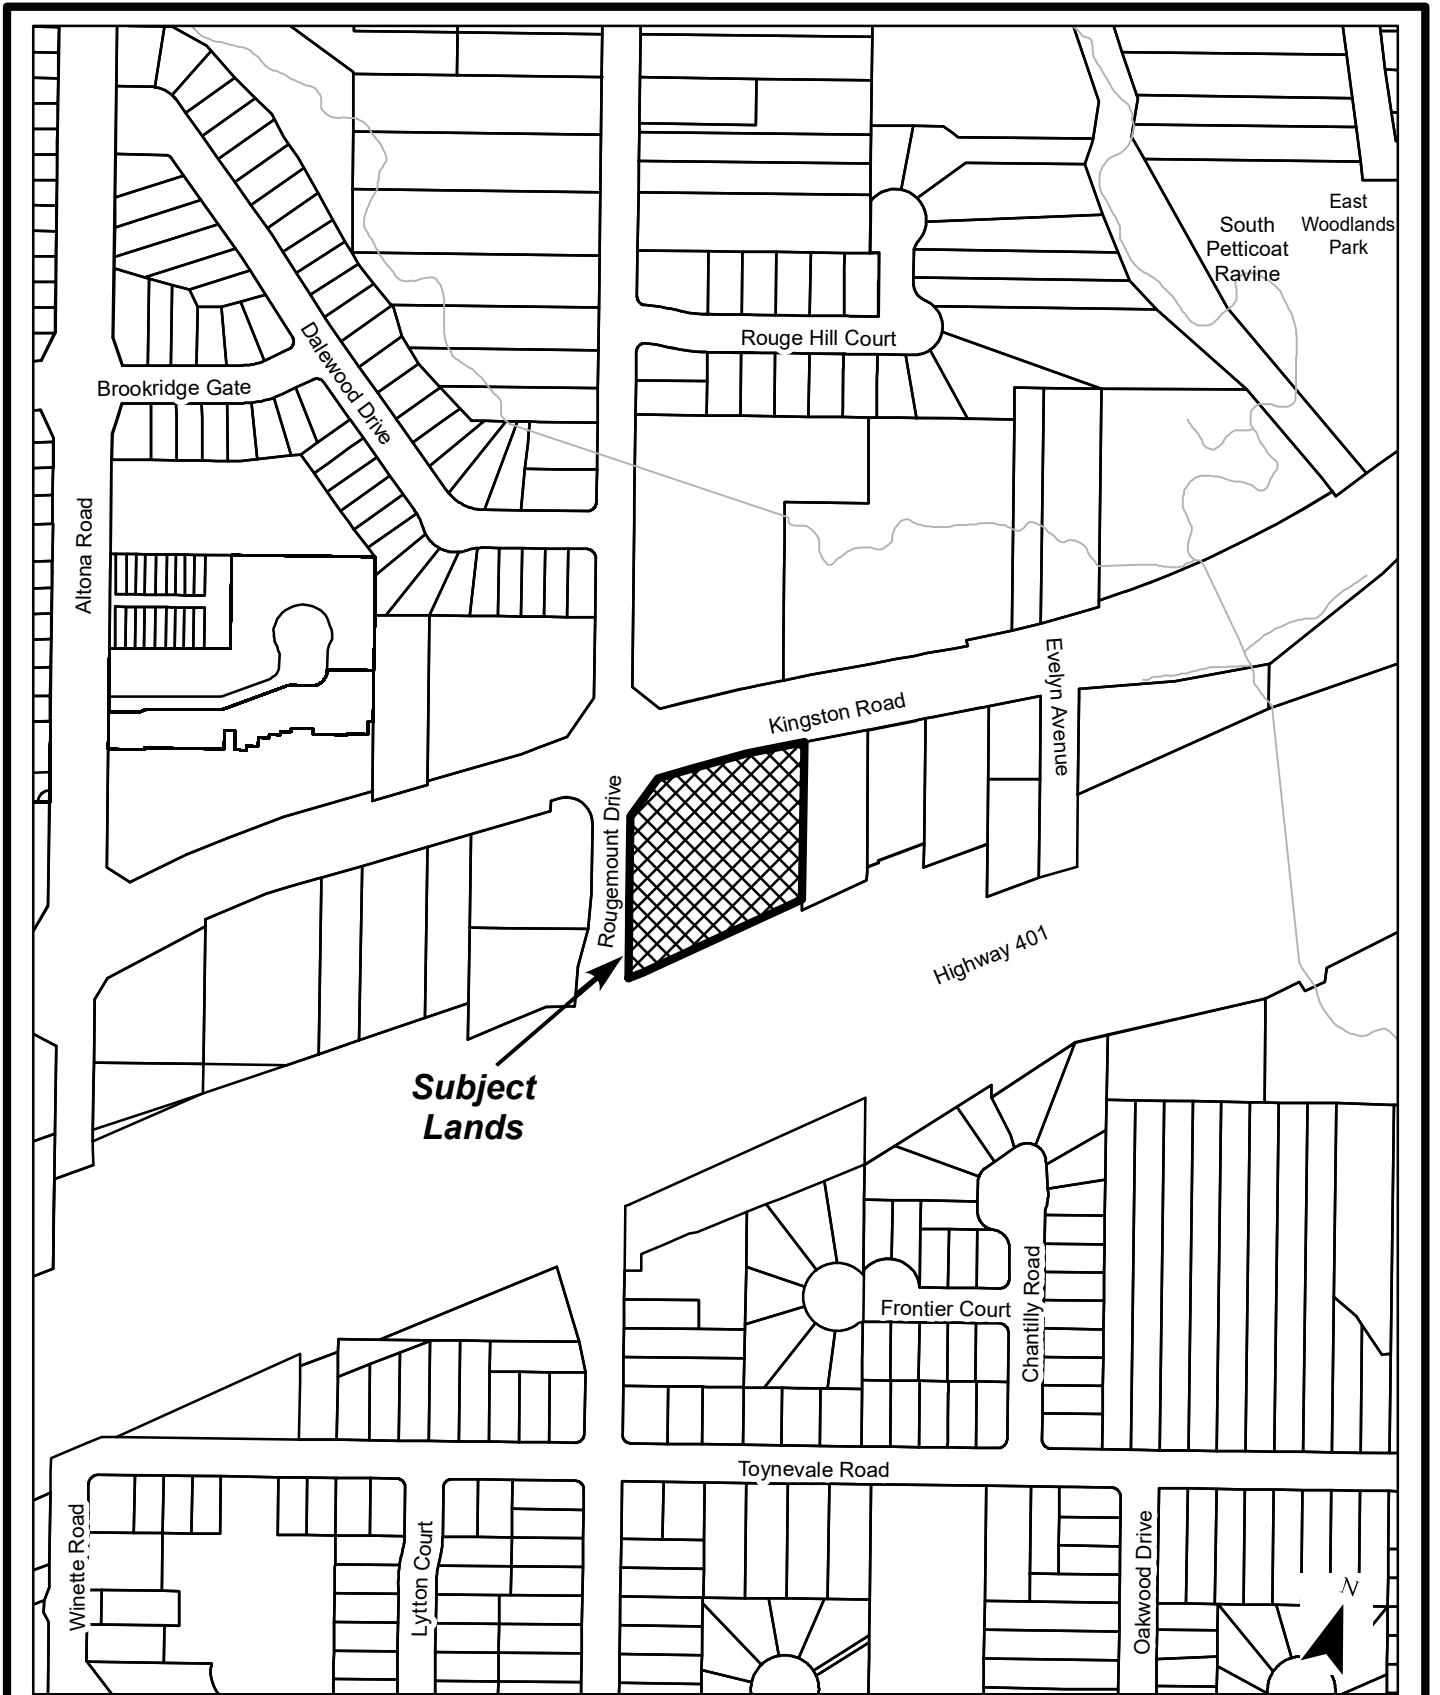 East
Woodlands
Park
South
Petticoat
Ravine
Rouge Hill Court
Dalewood Drive
Brookridge Gate
Altona Road
Evelyn Avenue
Kingston Road
Rougemount Drive
Highway 401
Subject
Lands
Chantilly Road
Frontier Court
Toynevale Road
Winette Road
Lytton Court
Oakwood Drive
N